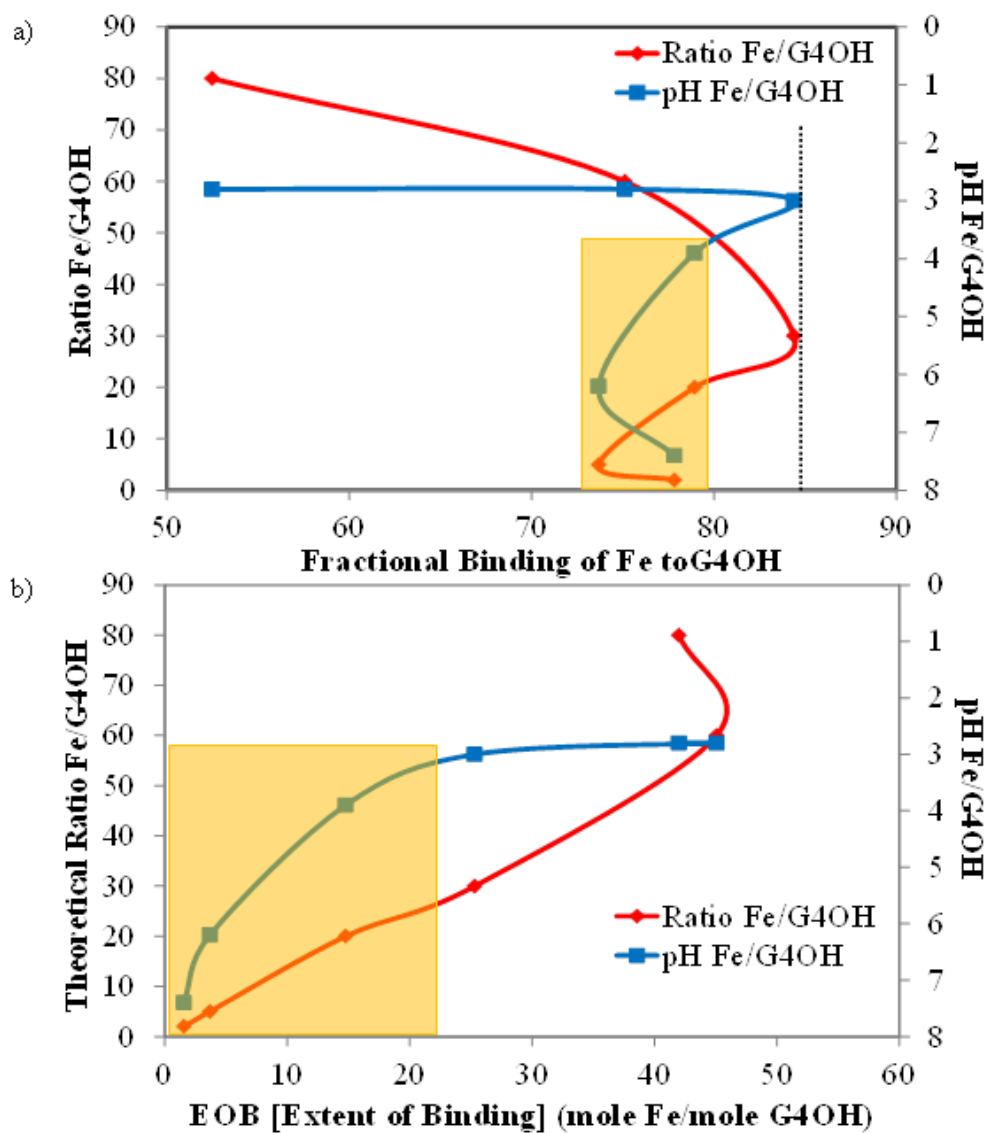 a)
Ratio Fe/G4OH
90
80
70
60
50
40
30
20
10
0
Ratio Fe/G4OH
pH Fe/G4OH
0
1
2
3
4
5
6
7
8
pH Fe/G4OH
50 60 70 80 90
Fractional Binding of Fe toG4OH
b)
Theoretical Ratio Fe/G4OH
90
80
70
60
50
40
30
20
10
0
Ratio Fe/G4OH
pH Fe/G4OH
0
1
2
3
4
5
6
7
8
pH Fe/G4OH
0 10 20 30 40 50 60
EOB [Extent of Binding] (mole Fe/mole G4OH)